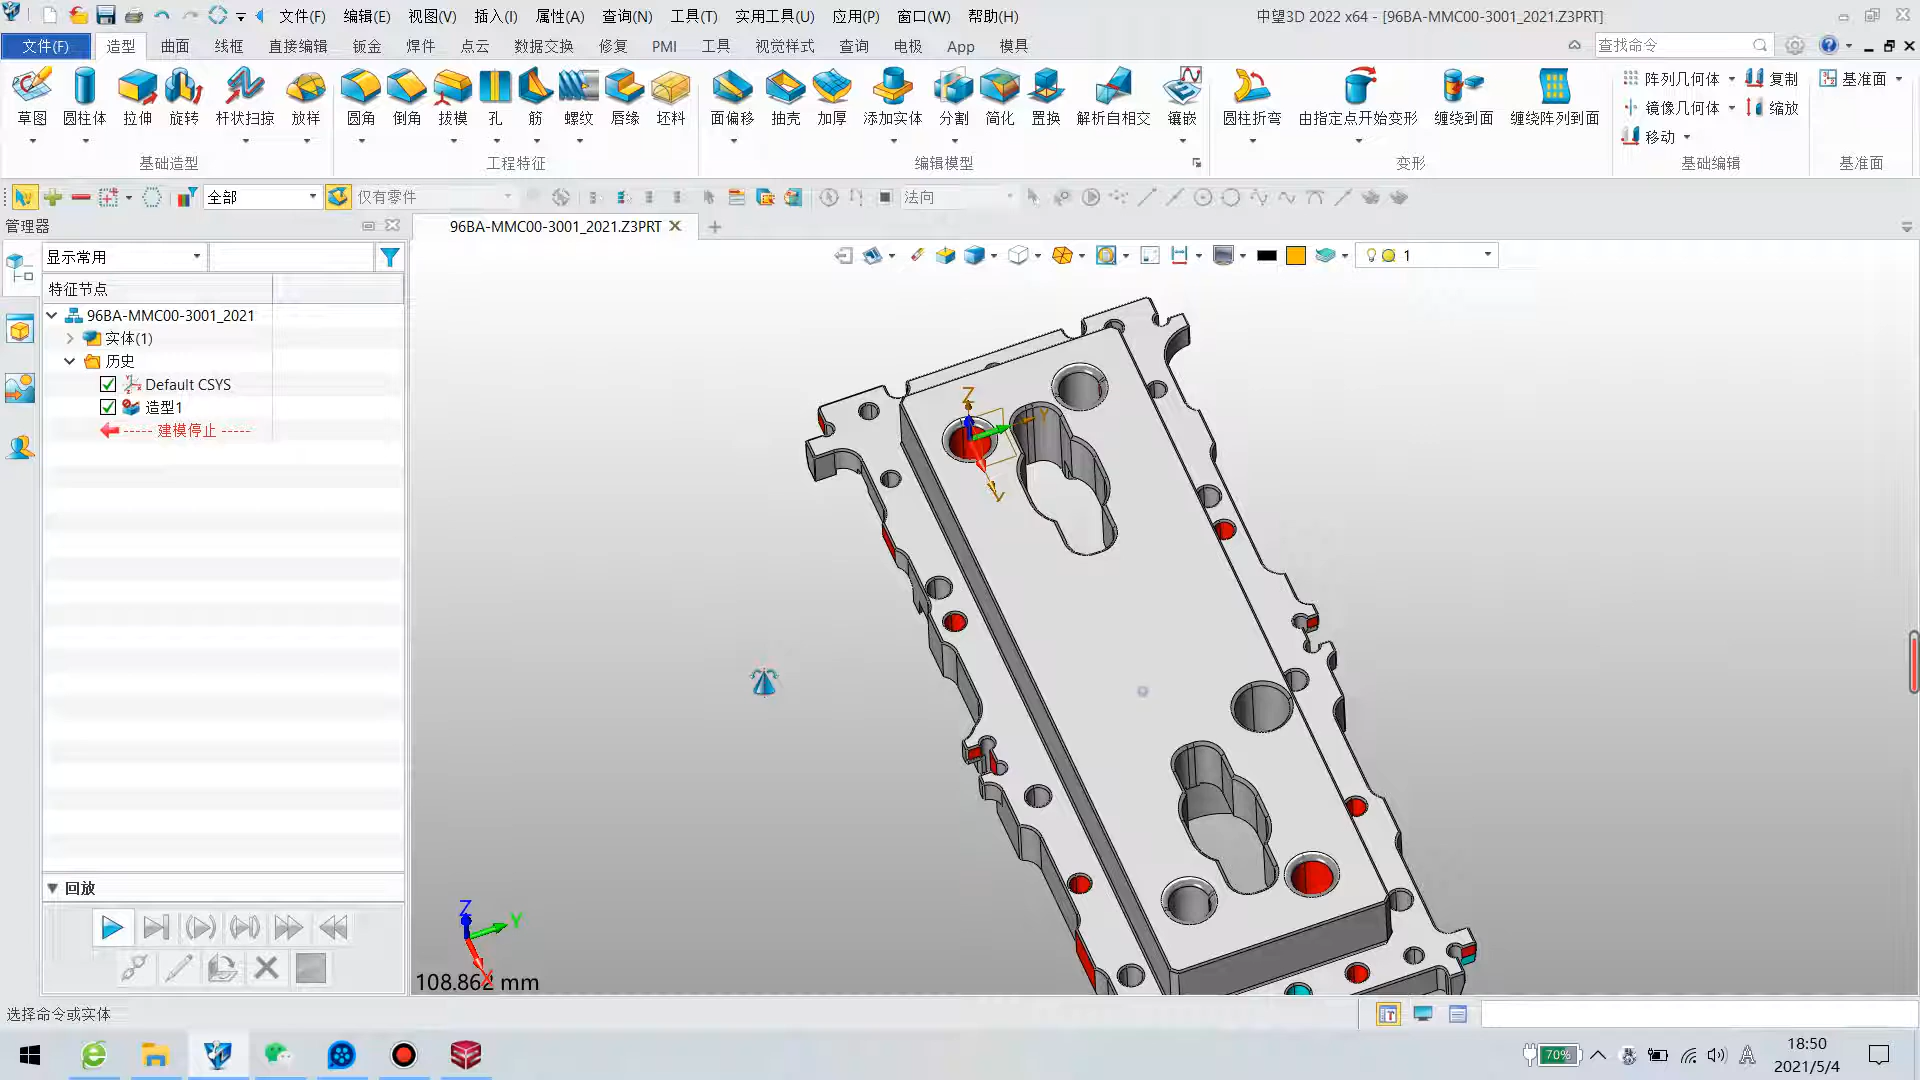 文件(F) 编辑(E) 视图(V) 插入(I) 属性(A) 查询(N) 工具(T) 实用工具(U) 应用(P) 窗口(W) 帮助(H) 中望3D 2022 x64 - [96BA-MMC00-3001_2021.Z3PRT]
文件(F) 造型 曲面 线框 直接编辑 钣金 焊件 点云 数据交换 修复 PMI 工具 视觉样式 查询 电极 App 模具 查找命令
草图 圆柱体 拉伸 旋转 杆状扫掠 放样 圆角 倒角 拔模 孔 筋 螺纹 唇缘 坯料 面偏移 抽壳 加厚 添加实体 分割 简化 置换 解析自相交 镶嵌 圆柱折弯 由指定点开始变形 缠绕到面 缠绕阵列到面
阵列几何体 复制 基准面
镜像几何体 缩放
移动
基础造型 工程特征 编辑模型 变形 基础编辑 基准面
全部 仅有零件 法向
管理器 96BA-MMC00-3001_2021.Z3PRT
显示常用 1
特征节点
96BA-MMC00-3001_2021
实体(1)
历史
Default CSYS
造型1
----- 建模停止 -----
Z
Y
回放
Z
Y
X
108.862 mm
选择命令或实体
70% 18:50
2021/5/4